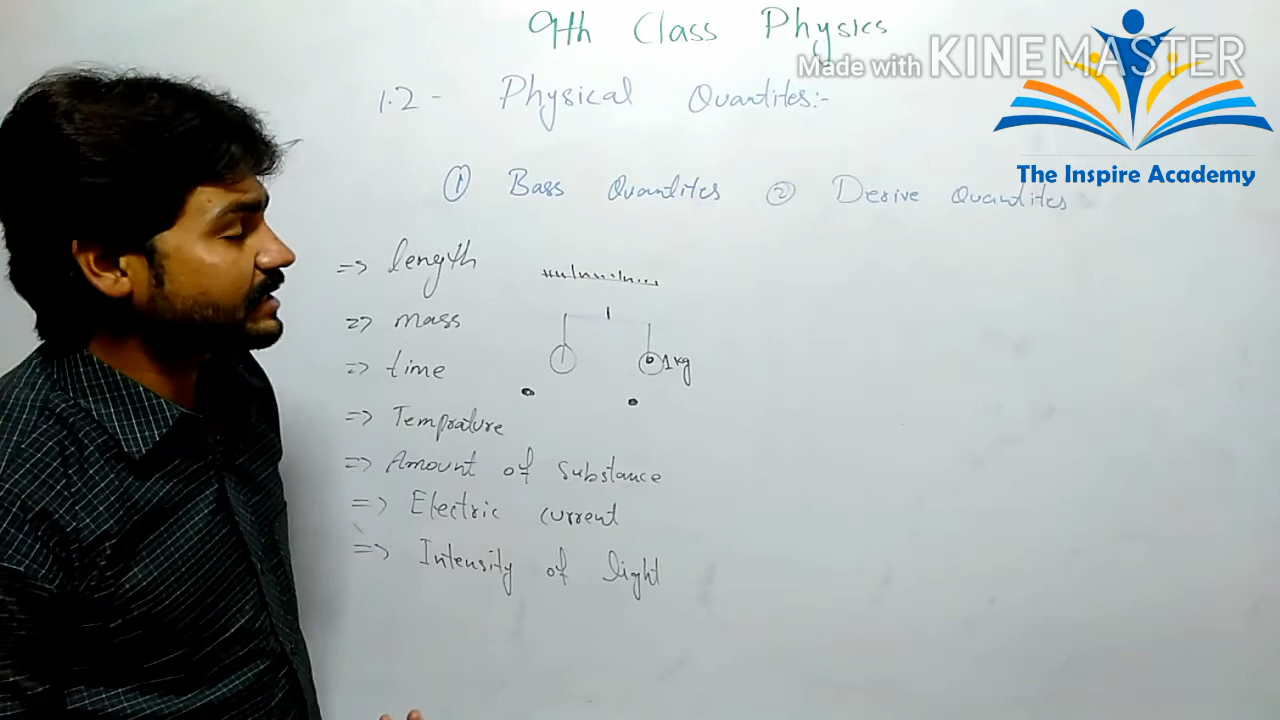 9th Class Physics
Made with KINEMASTER
1.2- Physical Quantites:-
The Inspire Academy
① Bass Quantites ② Derive Quantites
=> length
=> mass
1kg
=> time
=> Temprature
=> Amount of Substance
=> Electric current
=> Intensity of light